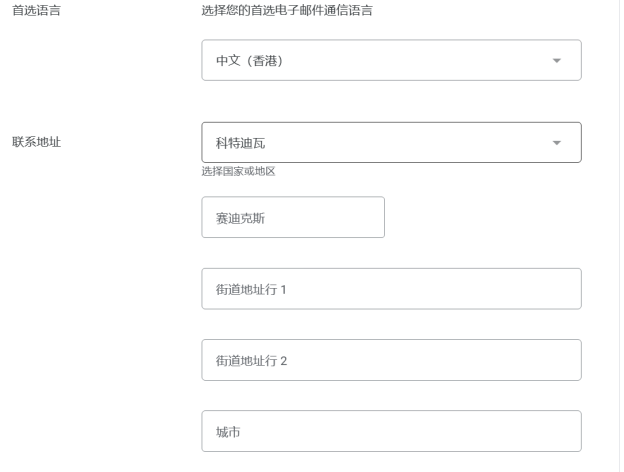 首选语言
选择您的首选电子邮件通信语言
中文（香港）
联系地址
科特迪瓦
选择国家或地区
赛迪克斯
街道地址行 1
街道地址行 2
城市